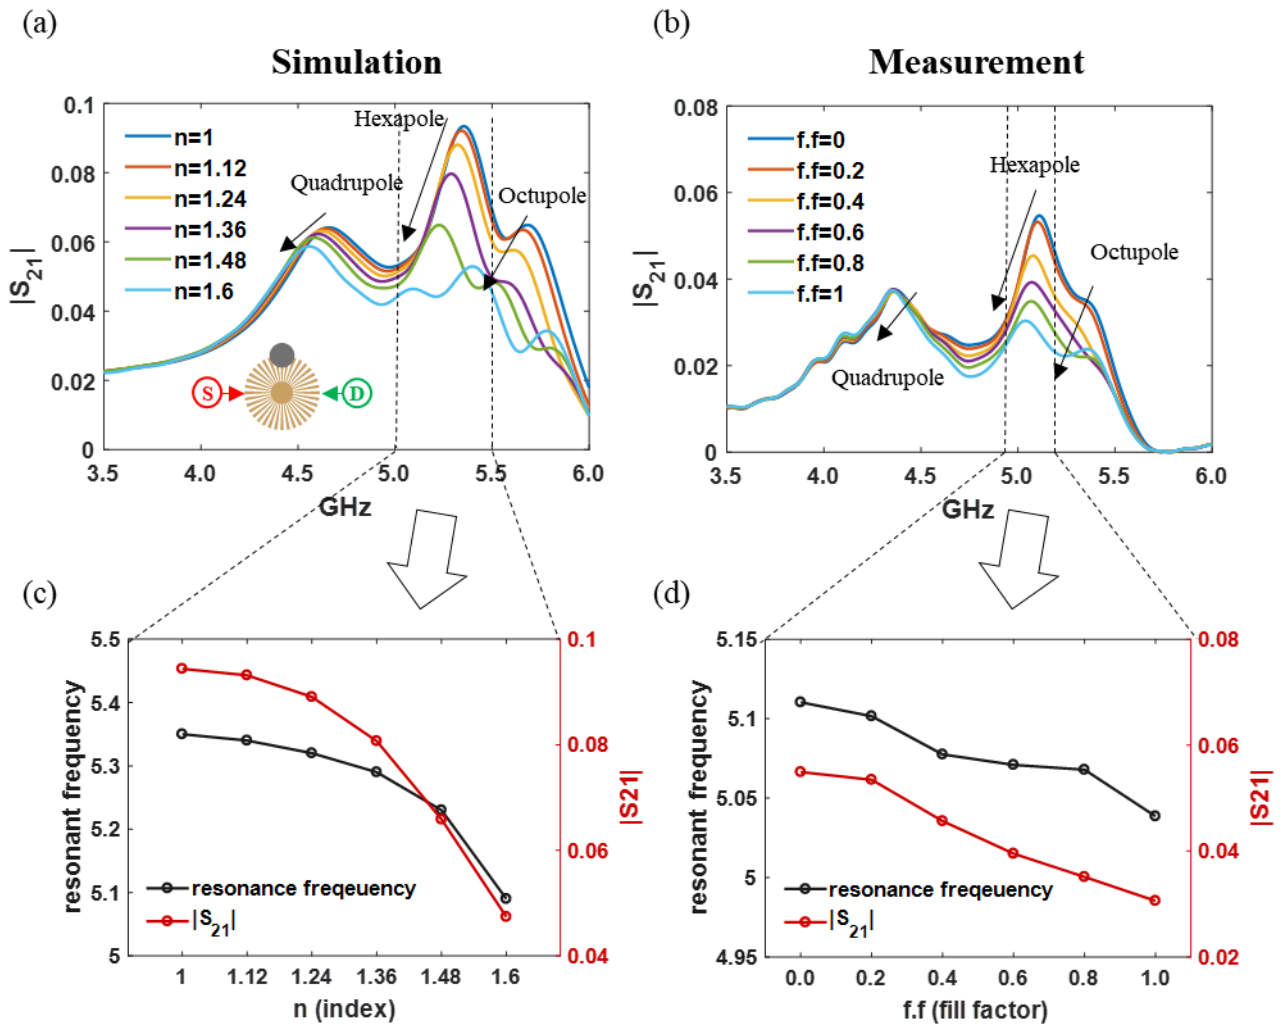 (a)
Simulation
0.1
0.08
0.06
0.04
0.02
0
|S21|
n=1
n=1.12
n=1.24
n=1.36
n=1.48
n=1.6
Quadrupole
Hexapole
Octupole
S
D
3.5 4.0 4.5 5.0 5.5 6.0
GHz
(b)
Measurement
0.08
0.06
0.04
0.02
0
|S21|
f.f=0
f.f=0.2
f.f=0.4
f.f=0.6
f.f=0.8
f.f=1
Hexapole
Octupole
Quadrupole
3.5 4.0 4.5 5.0 5.5 6.0
GHz
(c)
5.5
5.4
5.3
5.2
5.1
5
resonant frequency
resonance freqeuency
|S21|
0.1
0.08
0.06
0.04
|S21|
1 1.12 1.24 1.36 1.48 1.6
n (index)
(d)
5.15
5.1
5.05
5
4.95
resonant frequency
resonance freqeuency
|S21|
0.08
0.06
0.04
0.02
|S21|
0.0 0.2 0.4 0.6 0.8 1.0
f.f (fill factor)